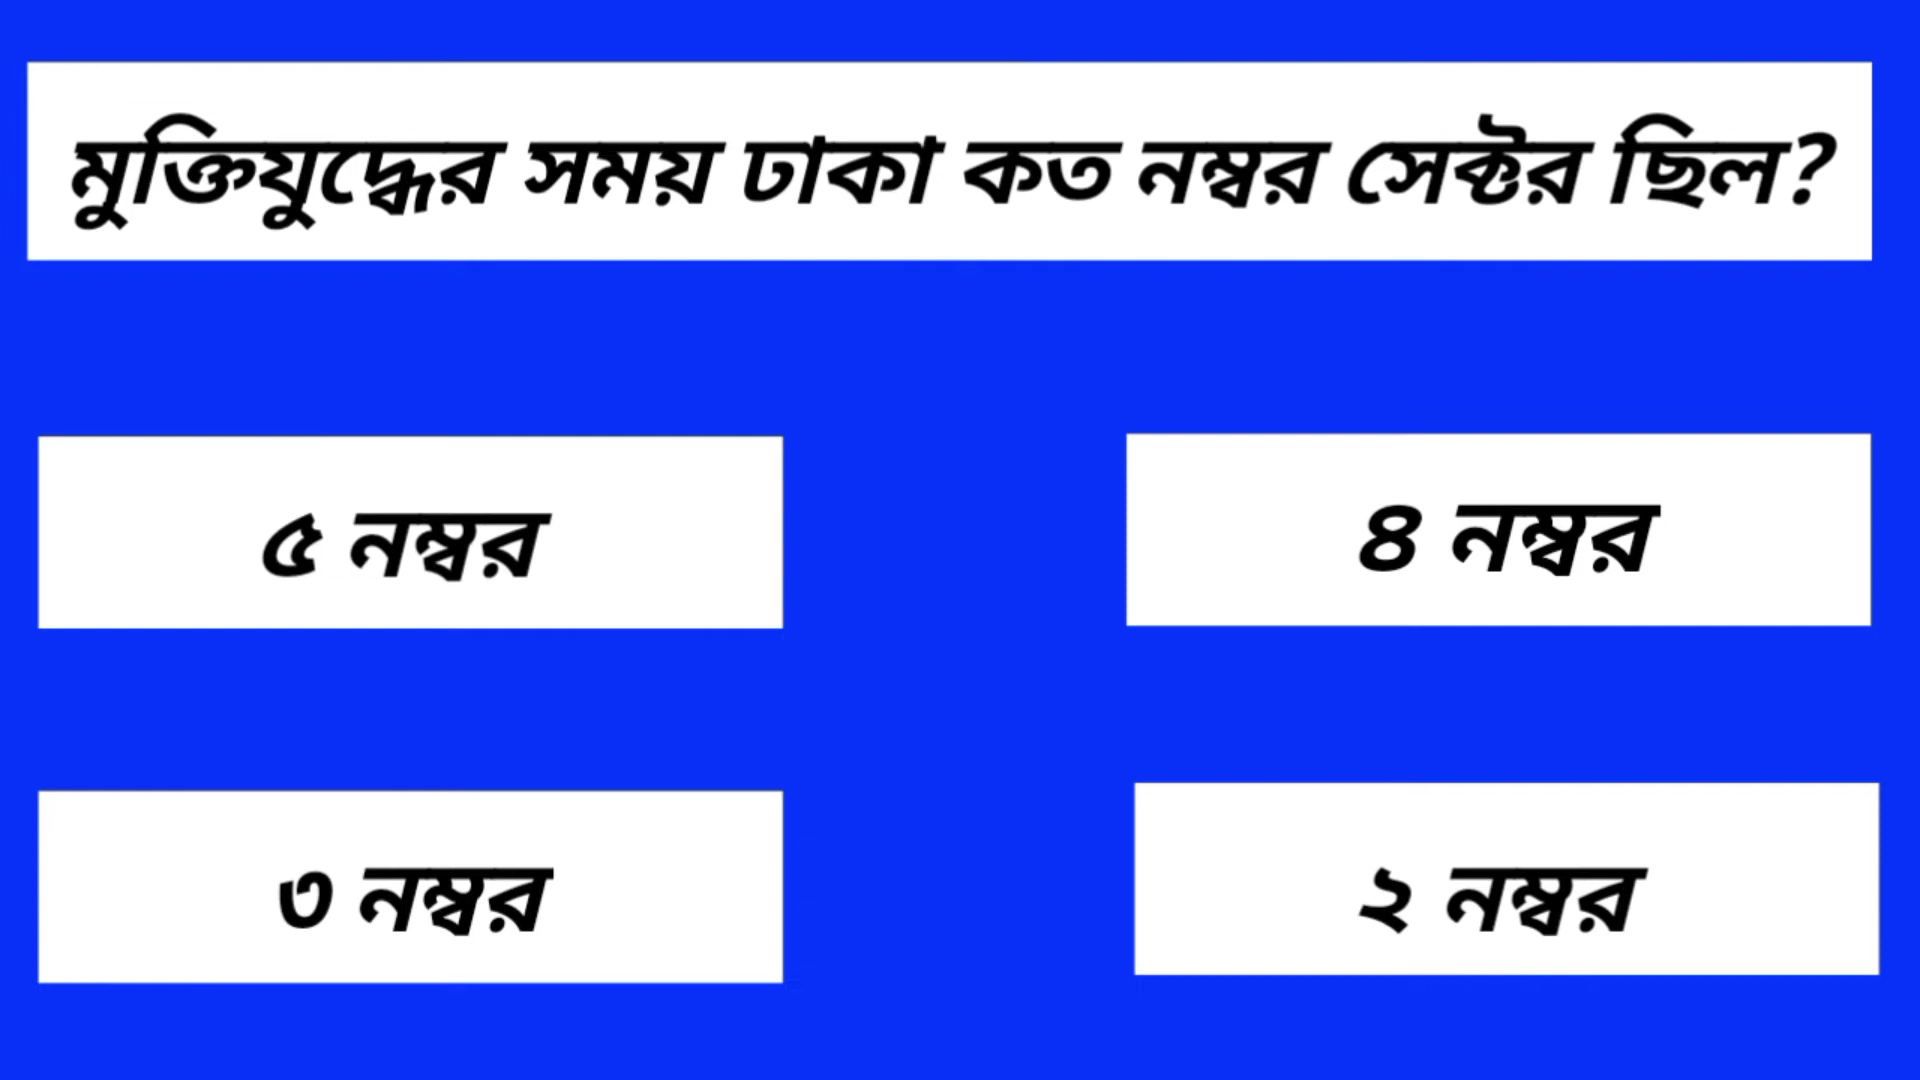 মুক্তিযুদ্ধের সময় ঢাকা কত নম্বর সেক্টর ছিল?
৫ নম্বর
৪ নম্বর
৩ নম্বর
২ নম্বর